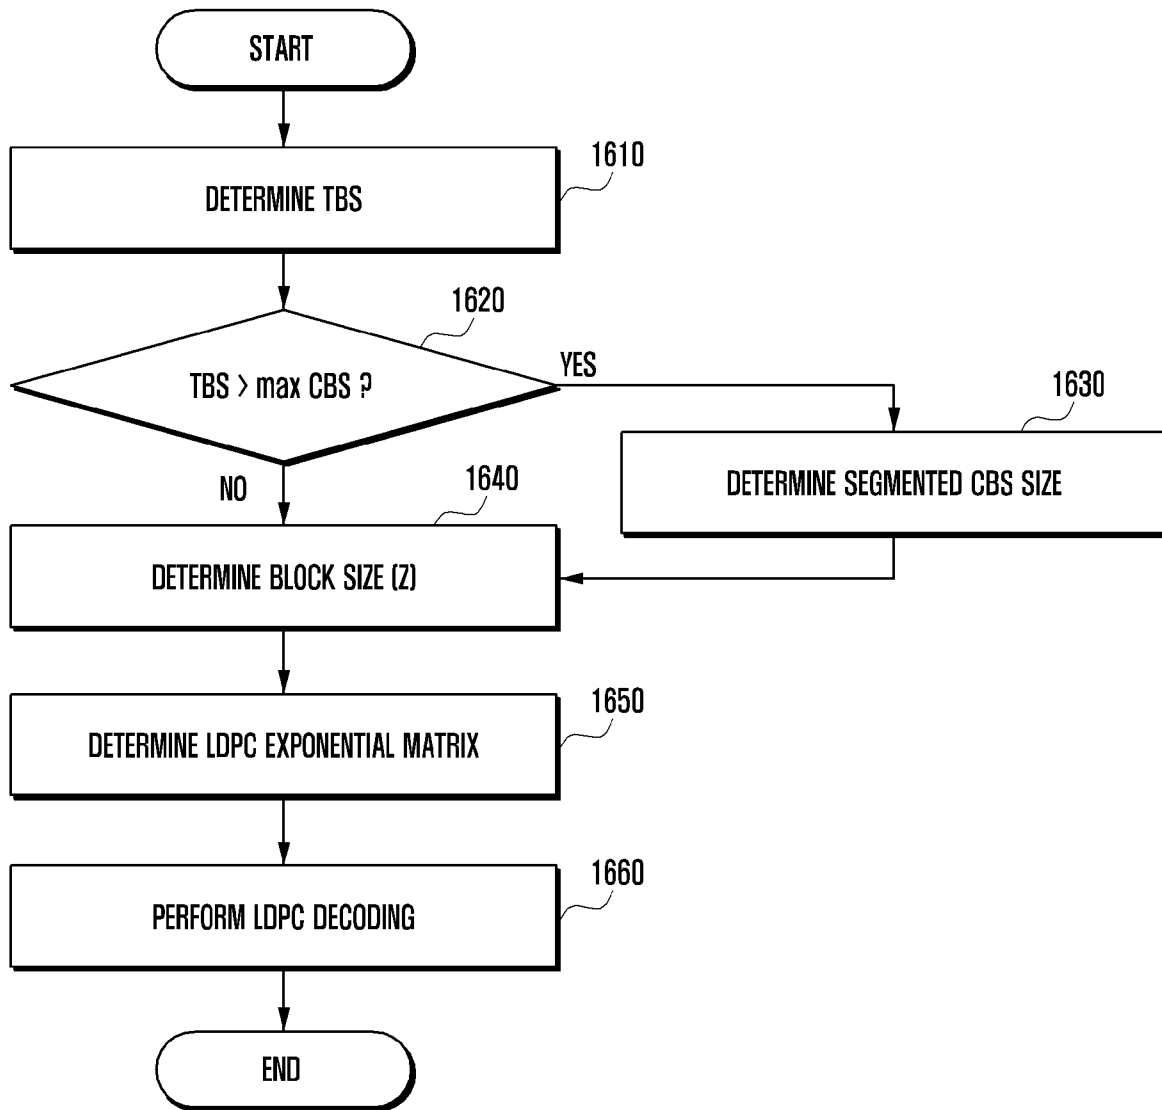 START
1610
DETERMINE TBS
1620
TBS > max CBS ?
YES
1630
DETERMINE SEGMENTED CBS SIZE
NO
1640
DETERMINE BLOCK SIZE (Z)
1650
DETERMINE LDPC EXPONENTIAL MATRIX
1660
PERFORM LDPC DECODING
END